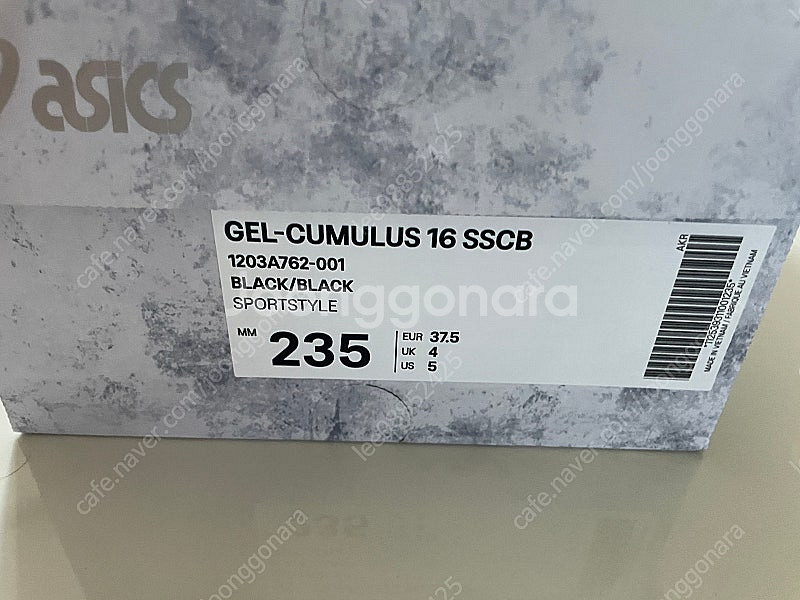 asics
GEL-CUMULUS 16 SSCB
1203A762-001
BLACK/BLACK
SPORTSTYLE
MM 235
EUR 37.5
UK 4
US 5
AKR
MADE IN VIETNAM / FABRIQUÉ AU VIETNAM
joonggonara
cafe.naver.com/joonggonara